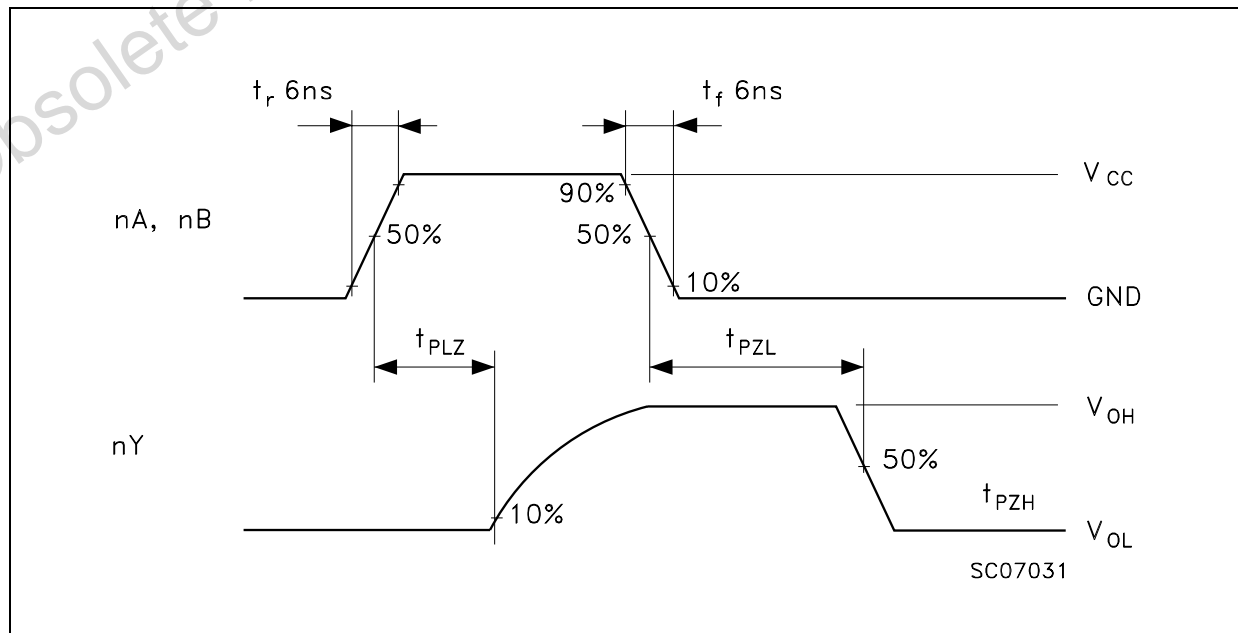 obsolete
t_r 6ns t_f 6ns
V_CC
90%
nA, nB 50% 50%
10% GND
t_PLZ t_PZL
V_OH
nY 50%
10% t_PZH
V_OL
SC07031